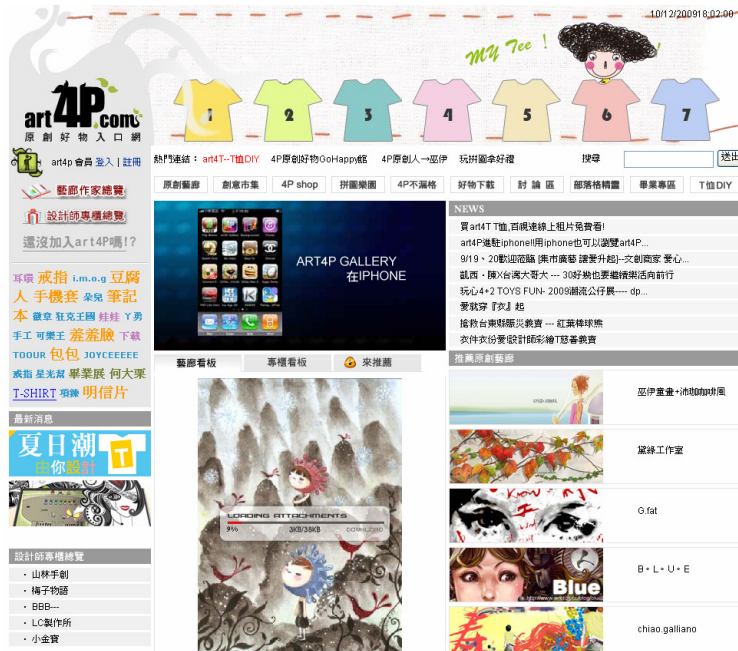 10/12/2009 18:02:00
MY Tee !
1 2 3 4 5 6 7
art4P.com
原創好物入口網
art4p 會員 登入 | 註冊
熱門連結： art4T--T恤DIY 4P原創好物GoHappy館 4P原創人→巫伊 玩拼圖拿好禮 搜尋 送出
藝廊作家總覽
設計師專櫃總覽
還沒加入art4P嗎!?
原創藝廊 創意市集 4P shop 拼圖樂園 4P不漏格 好物下載 討 論 區 部落格精靈 畢業專區 T恤DIY
耳環 戒指 i.m.o.g 豆腐
人 手機套 朵兒 筆記
本 徽章 狂克王國 娃娃 丫勇
手工 可樂王 羞羞臉 下載
TOOUR 包包 JOYCEEEEE
戒指 星光幫 畢業展 何大栗
T-SHIRT 項鍊 明信片
ART4P GALLERY
在IPHONE
NEWS
買art4T T恤,百視達線上租片免費看!
art4P進駐iphone!!用iphone也可以瀏覽art4P...
9/19、20歡迎蒞臨 [集市廣藝 讓愛升起]--文創商家 愛心...
凱西‧陳X台灣大哥大 --- 30好幾也要繼續樂活向前行
玩心4+2 TOYS FUN- 2009潮流公仔展---- dp...
愛就穿『衣』起
搶救台東縣賑災義賣 --- 紅葉棒球熊
衣件衣份愛!設計師彩繪T慈善義賣
藝廊看板 專櫃看板 來推薦
推薦原創藝廊
最新消息
夏日潮T
由你設計
LOADING ATTACHMENTS
9% 3KB/38KB DOWNLOAD
巫伊童畫+沛珈咖啡風
黛綠工作室
G.fat
B。L。U。E
Blue
chiao.galliano
設計師專櫃總覽
‧ 山林手創
‧ 梅子物語
‧ BBB---
‧ LC製作所
‧ 小金寶